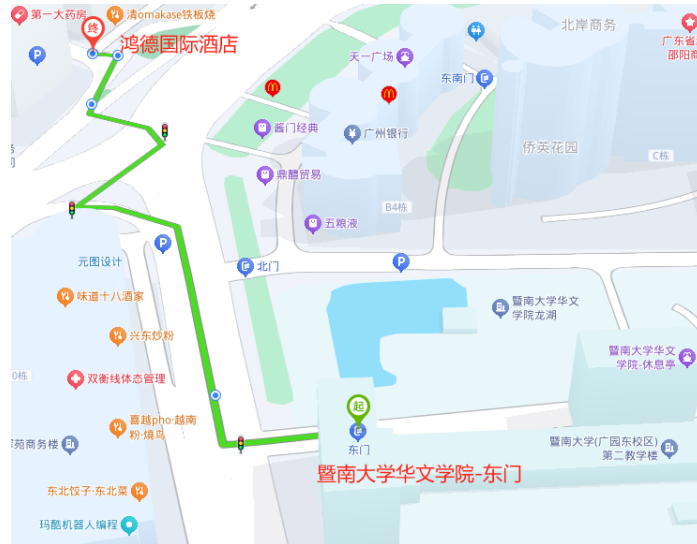 第一大药房
清omakase铁板烧
北岸商务
终
鸿德国际酒店
广东省
邵阳商
P
天一广场
东南门
酱门经典
广州银行
侨英花园
C栋
鼎醴贸易
B4栋
五粮液
元图设计
P
北门
P
味道十八酒家
暨南大学华文
学院龙湖
兴东炒粉
暨南大学华文
学院-休息亭
0栋
双衡线体态管理
起
喜越pho·越南
粉·燒鸟
东门
苑商务楼
暨南大学(广园东校区)
第二教学楼
暨南大学华文学院-东门
东北饺子·东北菜
玛酷机器人编程